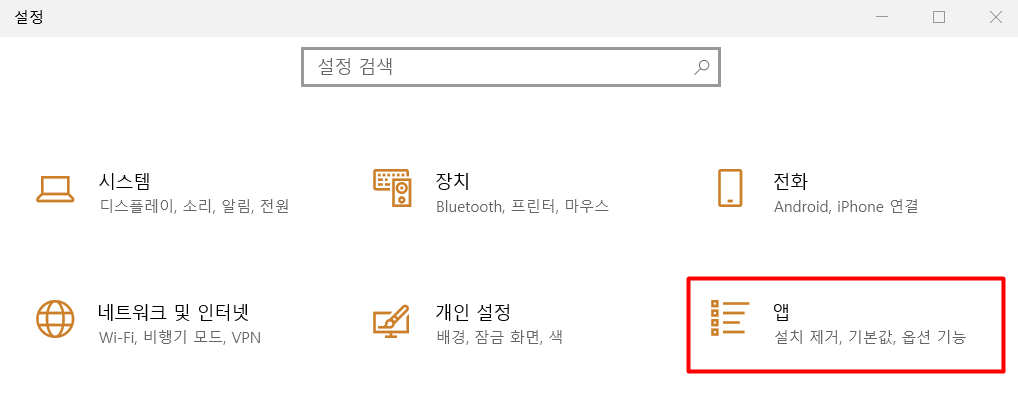 설정
설정 검색
시스템
디스플레이, 소리, 알림, 전원
장치
Bluetooth, 프린터, 마우스
전화
Android, iPhone 연결
네트워크 및 인터넷
Wi-Fi, 비행기 모드, VPN
개인 설정
배경, 잠금 화면, 색
앱
설치 제거, 기본값, 옵션 기능